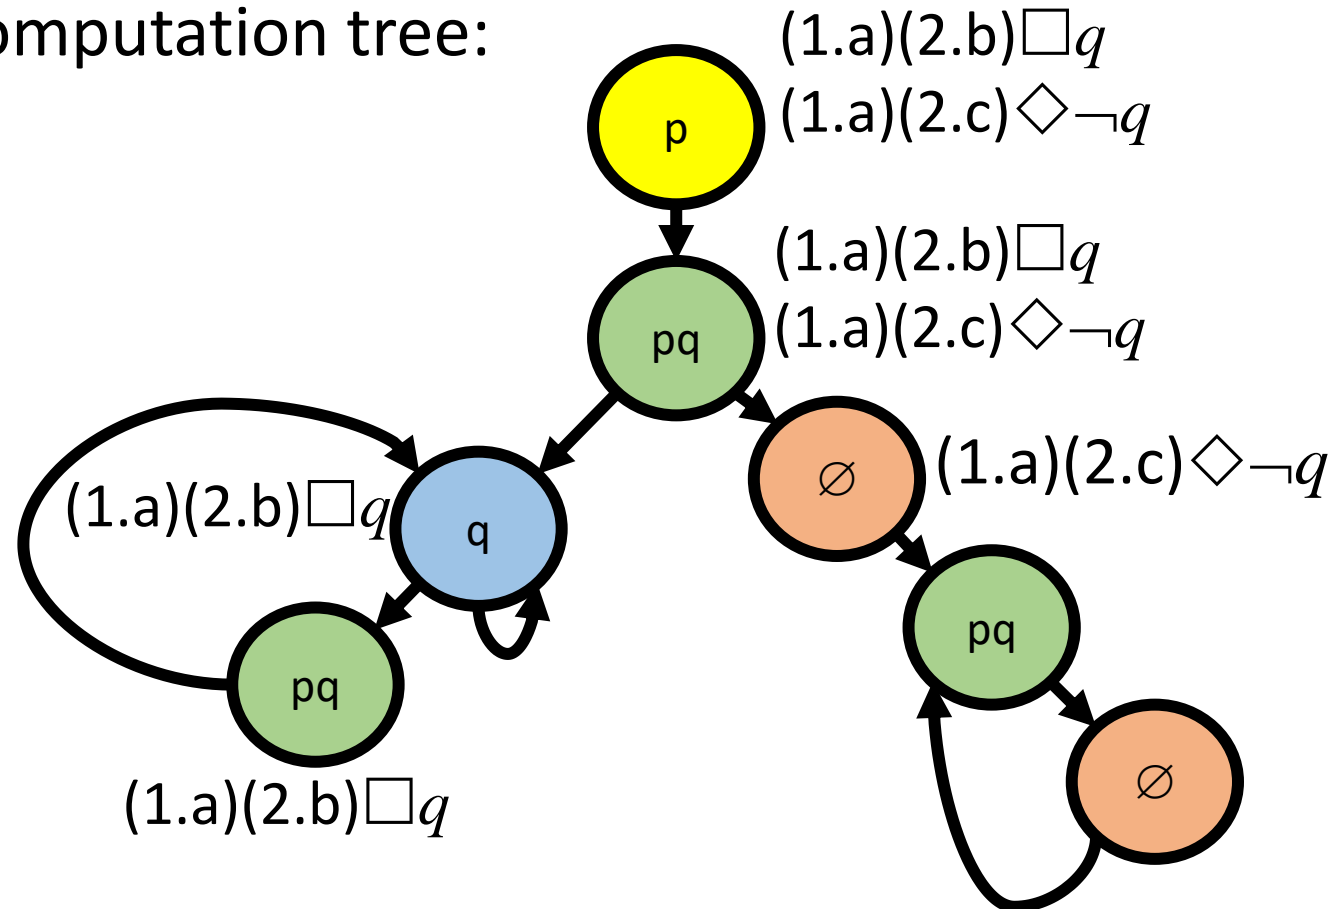 omputation tree:
(1.a)(2.b)□q
(1.a)(2.c)◇¬q
p
(1.a)(2.b)□q
(1.a)(2.c)◇¬q
pq
(1.a)(2.c)◇¬q
∅
(1.a)(2.b)□q
q
pq
pq
∅
(1.a)(2.b)□q